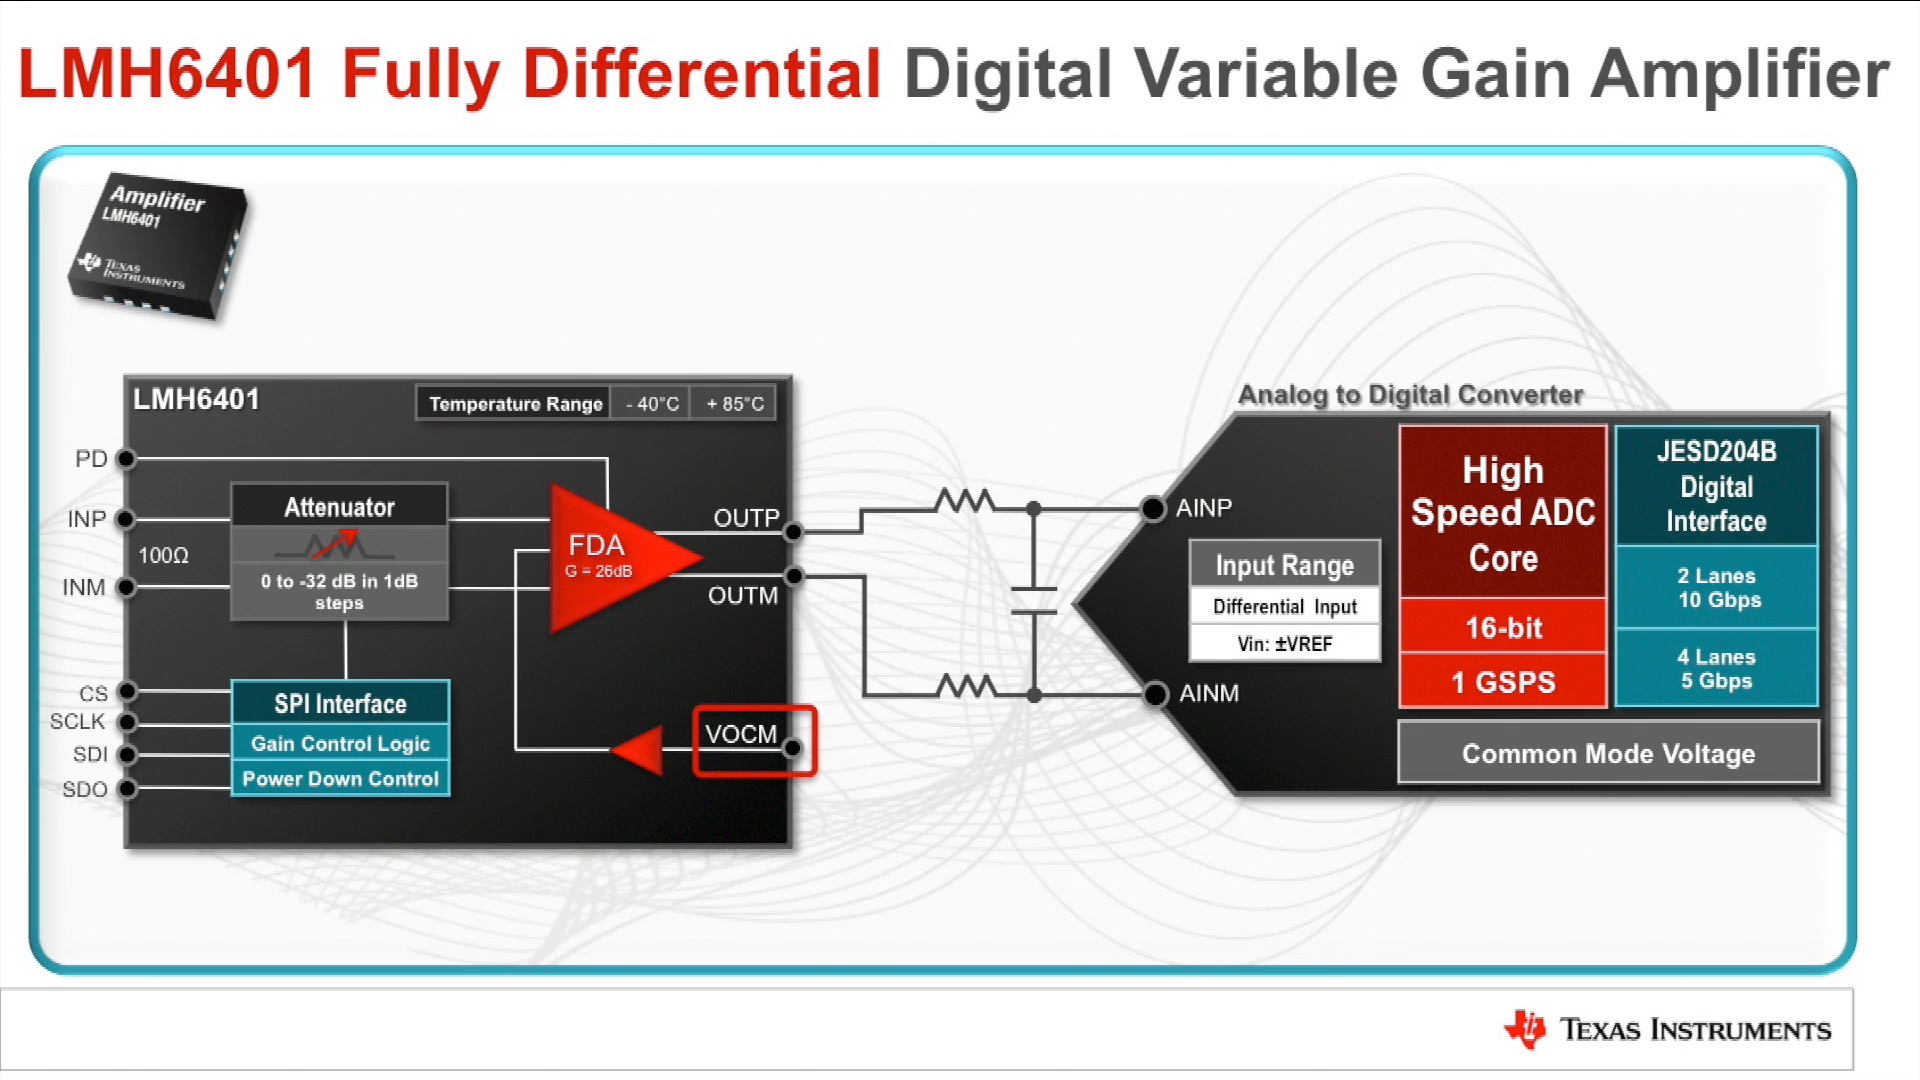 LMH6401 Fully Differential Digital Variable Gain Amplifier
Amplifier
LMH6401
TEXAS
INSTRUMENTS
LMH6401
Temperature Range - 40°C + 85°C
PD
INP
100Ω
INM
Attenuator
0 to -32 dB in 1dB
steps
FDA
G = 26dB
OUTP
OUTM
VOCM
CS
SCLK
SDI
SDO
SPI Interface
Gain Control Logic
Power Down Control
Analog to Digital Converter
AINP
AINM
Input Range
Differential Input
Vin: ±VREF
High
Speed ADC
Core
16-bit
1 GSPS
JESD204B
Digital
Interface
2 Lanes
10 Gbps
4 Lanes
5 Gbps
Common Mode Voltage
TEXAS INSTRUMENTS